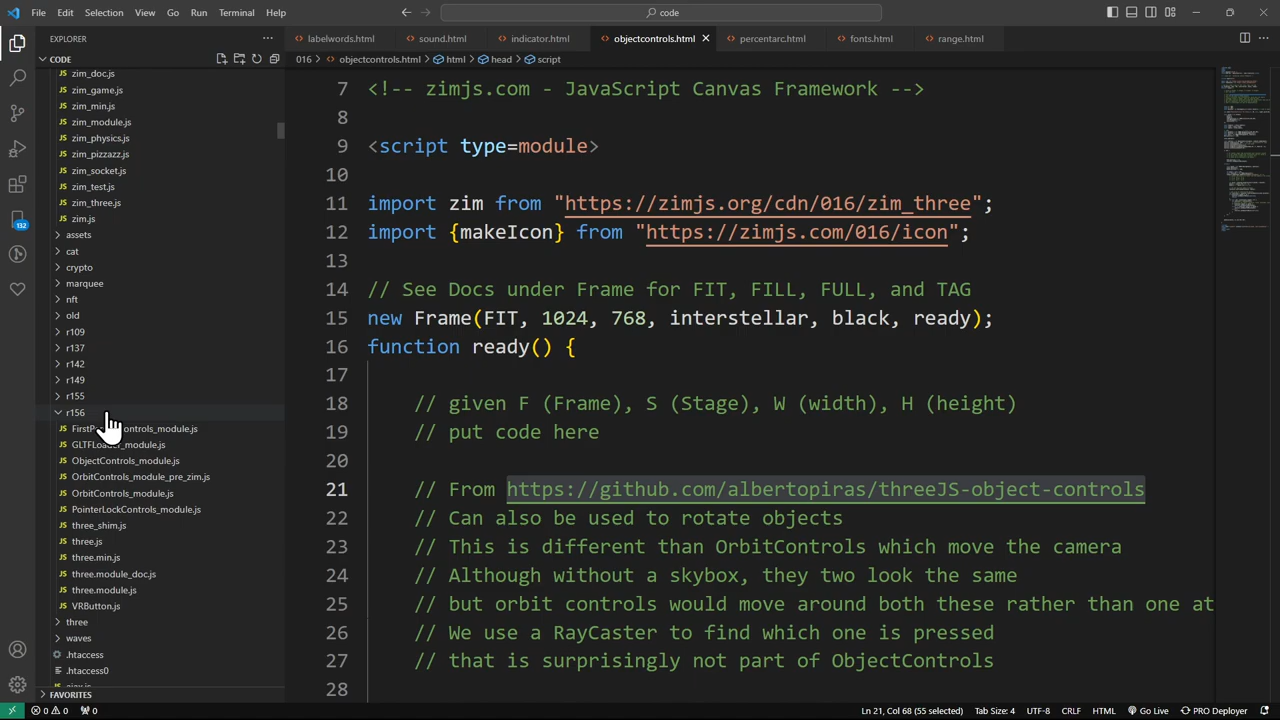 File Edit Selection View Go Run Terminal Help
code
EXPLORER
CODE
zim_doc.js
zim_game.js
zim_min.js
zim_module.js
zim_physics.js
zim_pizzazz.js
zim_socket.js
zim_test.js
zim_three.js
zim.js
assets
cat
crypto
marquee
nft
old
r109
r137
r142
r149
r155
r156
ontrols_module.js
GLTFLoader_module.js
ObjectControls_module.js
OrbitControls_module_pre_zim.js
OrbitControls_module.js
PointerLockControls_module.js
three_shim.js
three.js
three.min.js
three.module_doc.js
three.module.js
VRButton.js
three
waves
.htaccess
.htaccess0
FAVORITES
132
labelwords.html sound.html indicator.html objectcontrols.html percentarc.html fonts.html range.html
016 > objectcontrols.html > html > head > script
7 <!-- zimjs.com JavaScript Canvas Framework -->
8
9 <script type=module>
10
11 import zim from "https://zimjs.org/cdn/016/zim_three";
12 import {makeIcon} from "https://zimjs.com/016/icon";
13
14 // See Docs under Frame for FIT, FILL, FULL, and TAG
15 new Frame(FIT, 1024, 768, interstellar, black, ready);
16 function ready() {
17
18 // given F (Frame), S (Stage), W (width), H (height)
19 // put code here
20
21 // From https://github.com/albertopiras/threeJS-object-controls
22 // Can also be used to rotate objects
23 // This is different than OrbitControls which move the camera
24 // Although without a skybox, they two look the same
25 // but orbit controls would move around both these rather than one at
26 // We use a RayCaster to find which one is pressed
27 // that is surprisingly not part of ObjectControls
28
0 0 0 Ln 21, Col 68 (55 selected) Tab Size: 4 UTF-8 CRLF HTML Go Live PRO Deployer